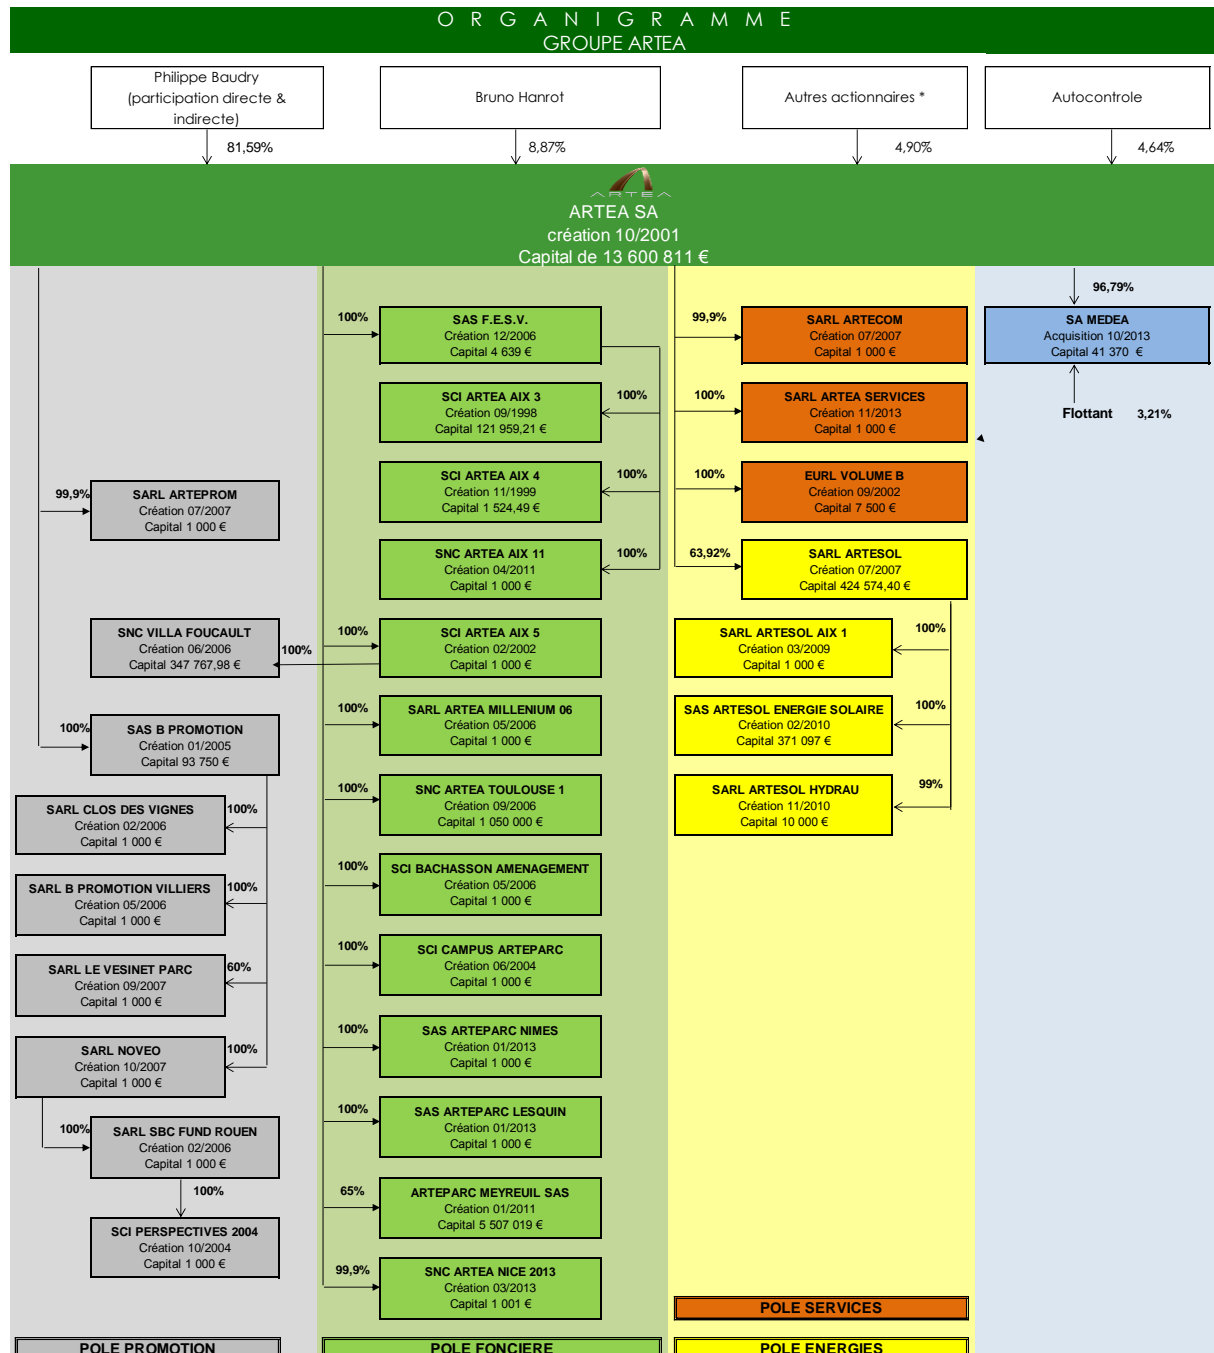 O R G A N I G R A M M E
GROUPE ARTEA
Philippe Baudry
(participation directe &
indirecte)
Bruno Hanrot
Autres actionnaires *
Autocontrole
81,59%
8,87%
4,90%
4,64%
ARTEA
ARTEA SA
création 10/2001
Capital de 13 600 811 €
99,9%
SARL ARTEPROM
Création 07/2007
Capital 1 000 €
SNC VILLA FOUCAULT
Création 06/2006
Capital 347 767,98 €
100%
100%
SAS B PROMOTION
Création 01/2005
Capital 93 750 €
SARL CLOS DES VIGNES
Création 02/2006
Capital 1 000 €
100%
SARL B PROMOTION VILLIERS
Création 05/2006
Capital 1 000 €
100%
SARL LE VESINET PARC
Création 09/2007
Capital 1 000 €
60%
SARL NOVEO
Création 10/2007
Capital 1 000 €
100%
100%
SARL SBC FUND ROUEN
Création 02/2006
Capital 1 000 €
100%
SCI PERSPECTIVES 2004
Création 10/2004
Capital 1 000 €
POLE PROMOTION
100%
SAS F.E.S.V.
Création 12/2006
Capital 4 639 €
SCI ARTEA AIX 3
Création 09/1998
Capital 121 959,21 €
100%
SCI ARTEA AIX 4
Création 11/1999
Capital 1 524,49 €
100%
SNC ARTEA AIX 11
Création 04/2011
Capital 1 000 €
100%
100%
SCI ARTEA AIX 5
Création 02/2002
Capital 1 000 €
100%
SARL ARTEA MILLENIUM 06
Création 05/2006
Capital 1 000 €
100%
SNC ARTEA TOULOUSE 1
Création 09/2006
Capital 1 050 000 €
100%
SCI BACHASSON AMENAGEMENT
Création 05/2006
Capital 1 000 €
100%
SCI CAMPUS ARTEPARC
Création 06/2004
Capital 1 000 €
100%
SAS ARTEPARC NIMES
Création 01/2013
Capital 1 000 €
100%
SAS ARTEPARC LESQUIN
Création 01/2013
Capital 1 000 €
65%
ARTEPARC MEYREUIL SAS
Création 01/2011
Capital 5 507 019 €
99,9%
SNC ARTEA NICE 2013
Création 03/2013
Capital 1 001 €
POLE FONCIERE
99,9%
SARL ARTECOM
Création 07/2007
Capital 1 000 €
100%
SARL ARTEA SERVICES
Création 11/2013
Capital 1 000 €
100%
EURL VOLUME B
Création 09/2002
Capital 7 500 €
63,92%
SARL ARTESOL
Création 07/2007
Capital 424 574,40 €
SARL ARTESOL AIX 1
Création 03/2009
Capital 1 000 €
100%
SAS ARTESOL ENERGIE SOLAIRE
Création 02/2010
Capital 371 097 €
100%
SARL ARTESOL HYDRAU
Création 11/2010
Capital 10 000 €
99%
POLE SERVICES
POLE ENERGIES
96,79%
SA MEDEA
Acquisition 10/2013
Capital 41 370 €
Flottant 3,21%